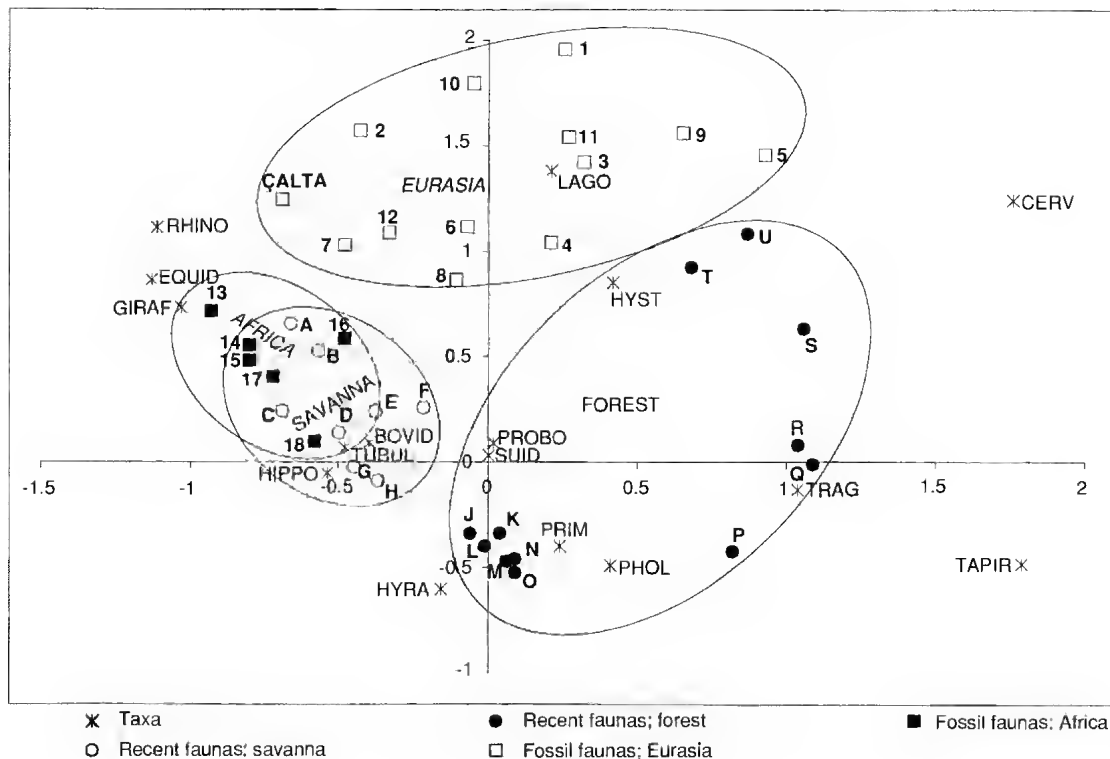 2
1
10
2
1.5
11
9
3
5
ÇALTA
EURASIA
LAGO
CERV
RHINO
12
6
U
7
1
4
T
EQUID
8
HYST
13
GIRAF
AFRICA
A
16
S
14
B
0.5
15
17
F
FOREST
C
SAVANNA
D
E
R
18
BOVID
PROBO
TUBUL
SUID
-1.5
-1
HIPPO
-0.5
G
0
0.5
1
Q
1.5
2
H
TRAG
J
K
PRIM
P
L
N
M
-0.5
O
PHOL
TAPIR
HYRA
-1
Taxa
Recent faunas; forest
Fossil faunas; Africa
Recent faunas; savanna
Fossil faunas; Eurasia